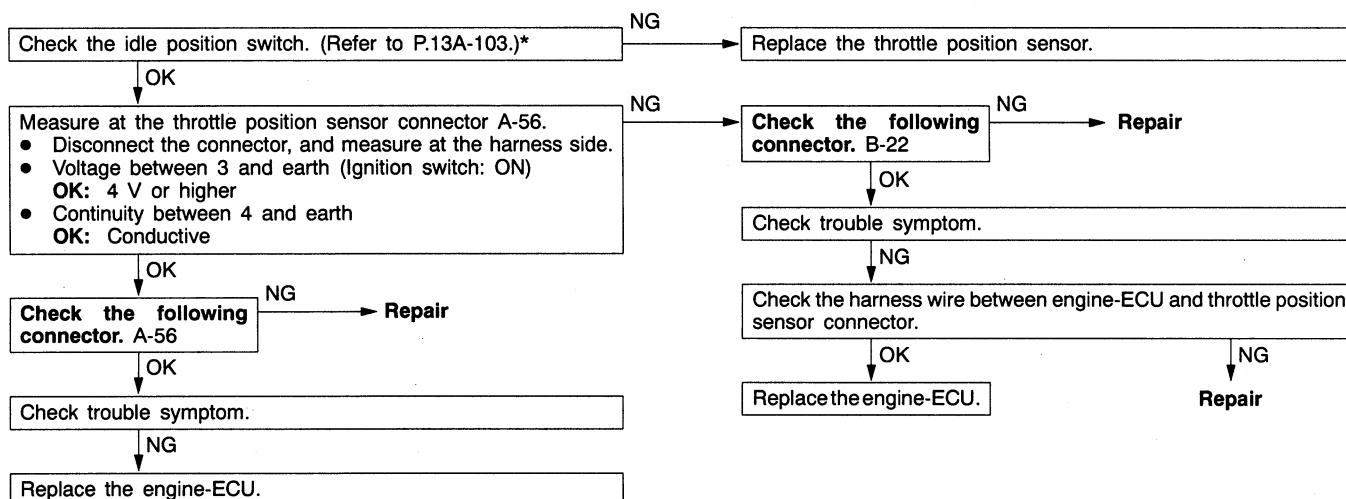 Check the idle position switch. (Refer to P.13A-103.)*
NG
Replace the throttle position sensor.
OK
Measure at the throttle position sensor connector A-56.
● Disconnect the connector, and measure at the harness side.
● Voltage between 3 and earth (Ignition switch: ON)
OK: 4 V or higher
● Continuity between 4 and earth
OK: Conductive
NG
Check the following
connector. B-22
NG
Repair
OK
Check trouble symptom.
NG
Check the harness wire between engine-ECU and throttle position
sensor connector.
OK
Replace the engine-ECU.
NG
Repair
OK
Check the following
connector. A-56
NG
Repair
OK
Check trouble symptom.
NG
Replace the engine-ECU.